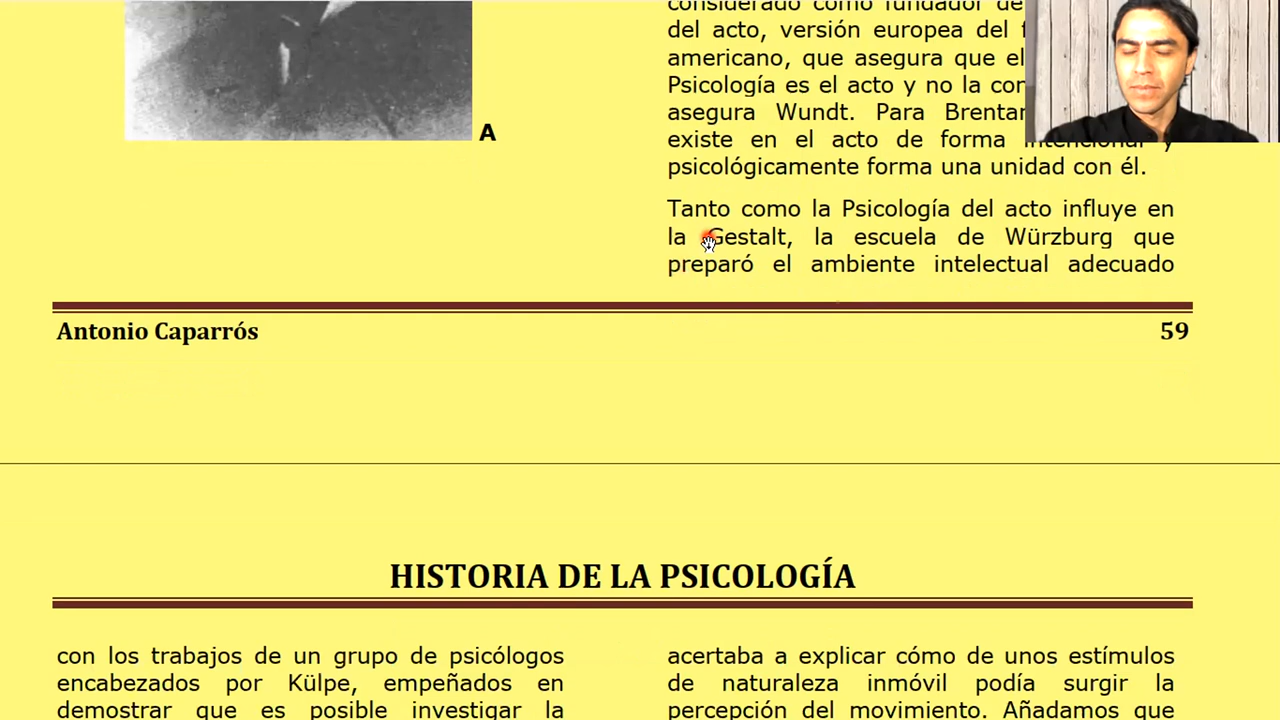 A
considerado como fundador de
del acto, versión europea del
americano, que asegura que el
Psicología es el acto y no la
asegura Wundt. Para
existe en el acto de forma intencional y
psicológicamente forma una unidad con él.
Tanto como la Psicología del acto influye en
la Gestalt, la escuela de Würzburg que
preparó el ambiente intelectual adecuado
Antonio Caparrós 59
HISTORIA DE LA PSICOLOGÍA
con los trabajos de un grupo de psicólogos
encabezados por Külpe, empeñados en
demostrar que es posible investigar la
acertaba a explicar cómo de unos estímulos
de naturaleza inmóvil podía surgir la
percepción del movimiento. Añadamos que